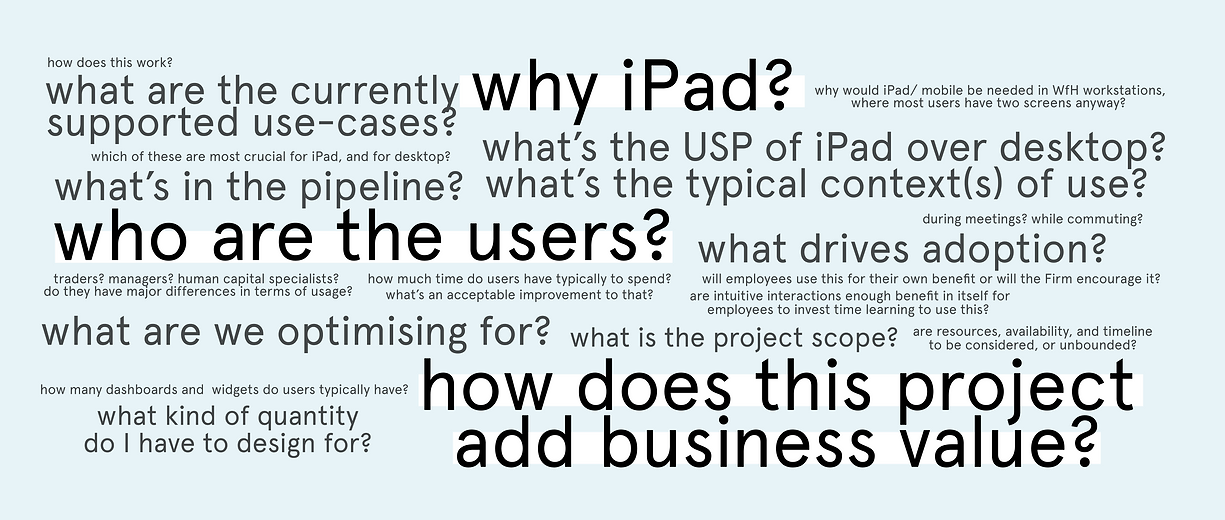 how does this work?
what are the currently
supported use-cases?
why iPad?
why would iPad/ mobile be needed in WfH workstations,
where most users have two screens anyway?
which of these are most crucial for iPad, and for desktop?
what's the USP of iPad over desktop?
what's in the pipeline?
what's the typical context(s) of use?
during meetings? while commuting?
who are the users?
what drives adoption?
traders? managers? human capital specialists?
do they have major differences in terms of usage?
how much time do users have typically to spend?
what's an acceptable improvement to that?
will employees use this for their own benefit or will the Firm encourage it?
are intuitive interactions enough benefit in itself for
employees to invest time learning to use this?
what are we optimising for?
what is the project scope?
are resources, availability, and timeline
to be considered, or unbounded?
how many dashboards and  widgets do users typically have?
what kind of quantity
do I have to design for?
how does this project
add business value?